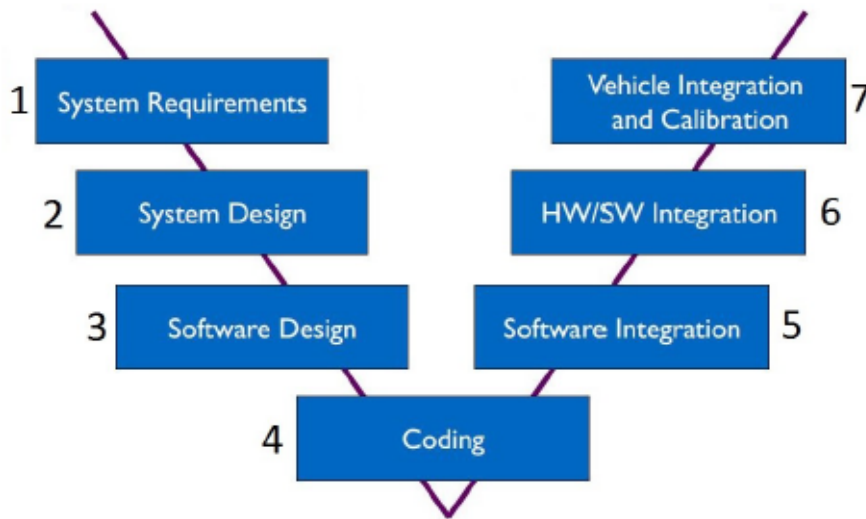 1
System Requirements
Vehicle Integration
and Calibration
7
2
System Design
HW/SW Integration
6
3
Software Design
Software Integration
5
4
Coding